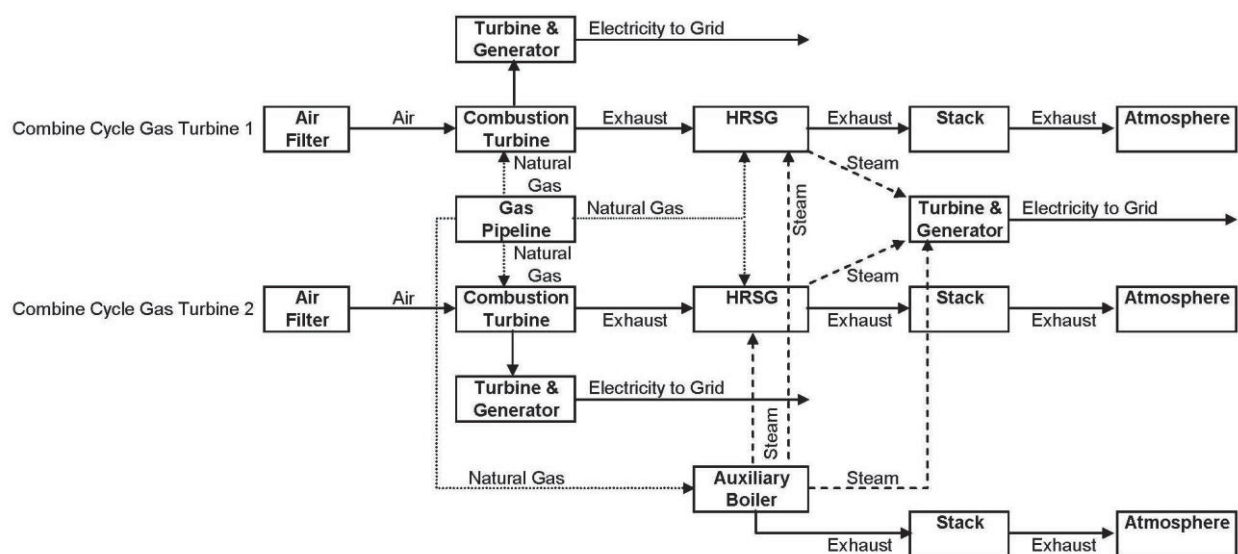 Turbine &
Generator
Electricity to Grid
Combine Cycle Gas Turbine 1
Air
Filter
Air
Combustion
Turbine
Exhaust
HRSG
Exhaust
Stack
Exhaust
Atmosphere
Natural
Gas
Steam
Steam
Gas
Pipeline
Natural Gas
Turbine &
Generator
Electricity to Grid
Natural
Gas
Steam
Combine Cycle Gas Turbine 2
Air
Filter
Air
Combustion
Turbine
Exhaust
HRSG
Exhaust
Stack
Exhaust
Atmosphere
Turbine &
Generator
Electricity to Grid
Steam
Natural Gas
Auxiliary
Boiler
Steam
Exhaust
Stack
Exhaust
Atmosphere